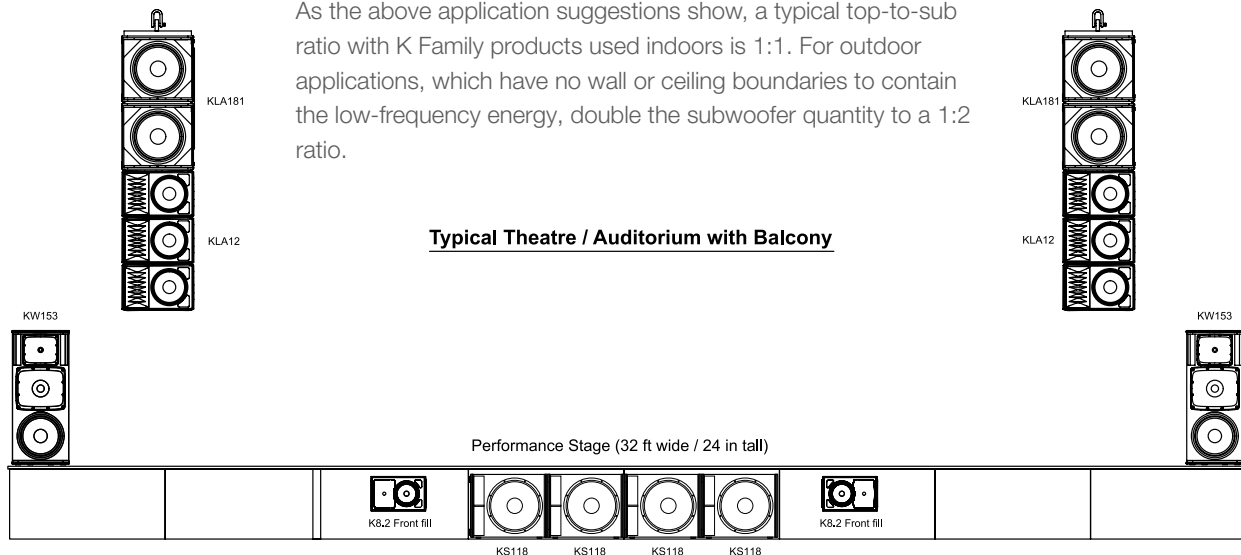 As the above application suggestions show, a typical top-to-sub
ratio with K Family products used indoors is 1:1. For outdoor
applications, which have no wall or ceiling boundaries to contain
the low-frequency energy, double the subwoofer quantity to a 1:2
ratio.
KLA181
KLA181
Typical Theatre / Auditorium with Balcony
KLA12
KLA12
KW153
KW153
Performance Stage (32 ft wide / 24 in tall)
K8.2 Front fill
K8.2 Front fill
KS118
KS118
KS118
KS118